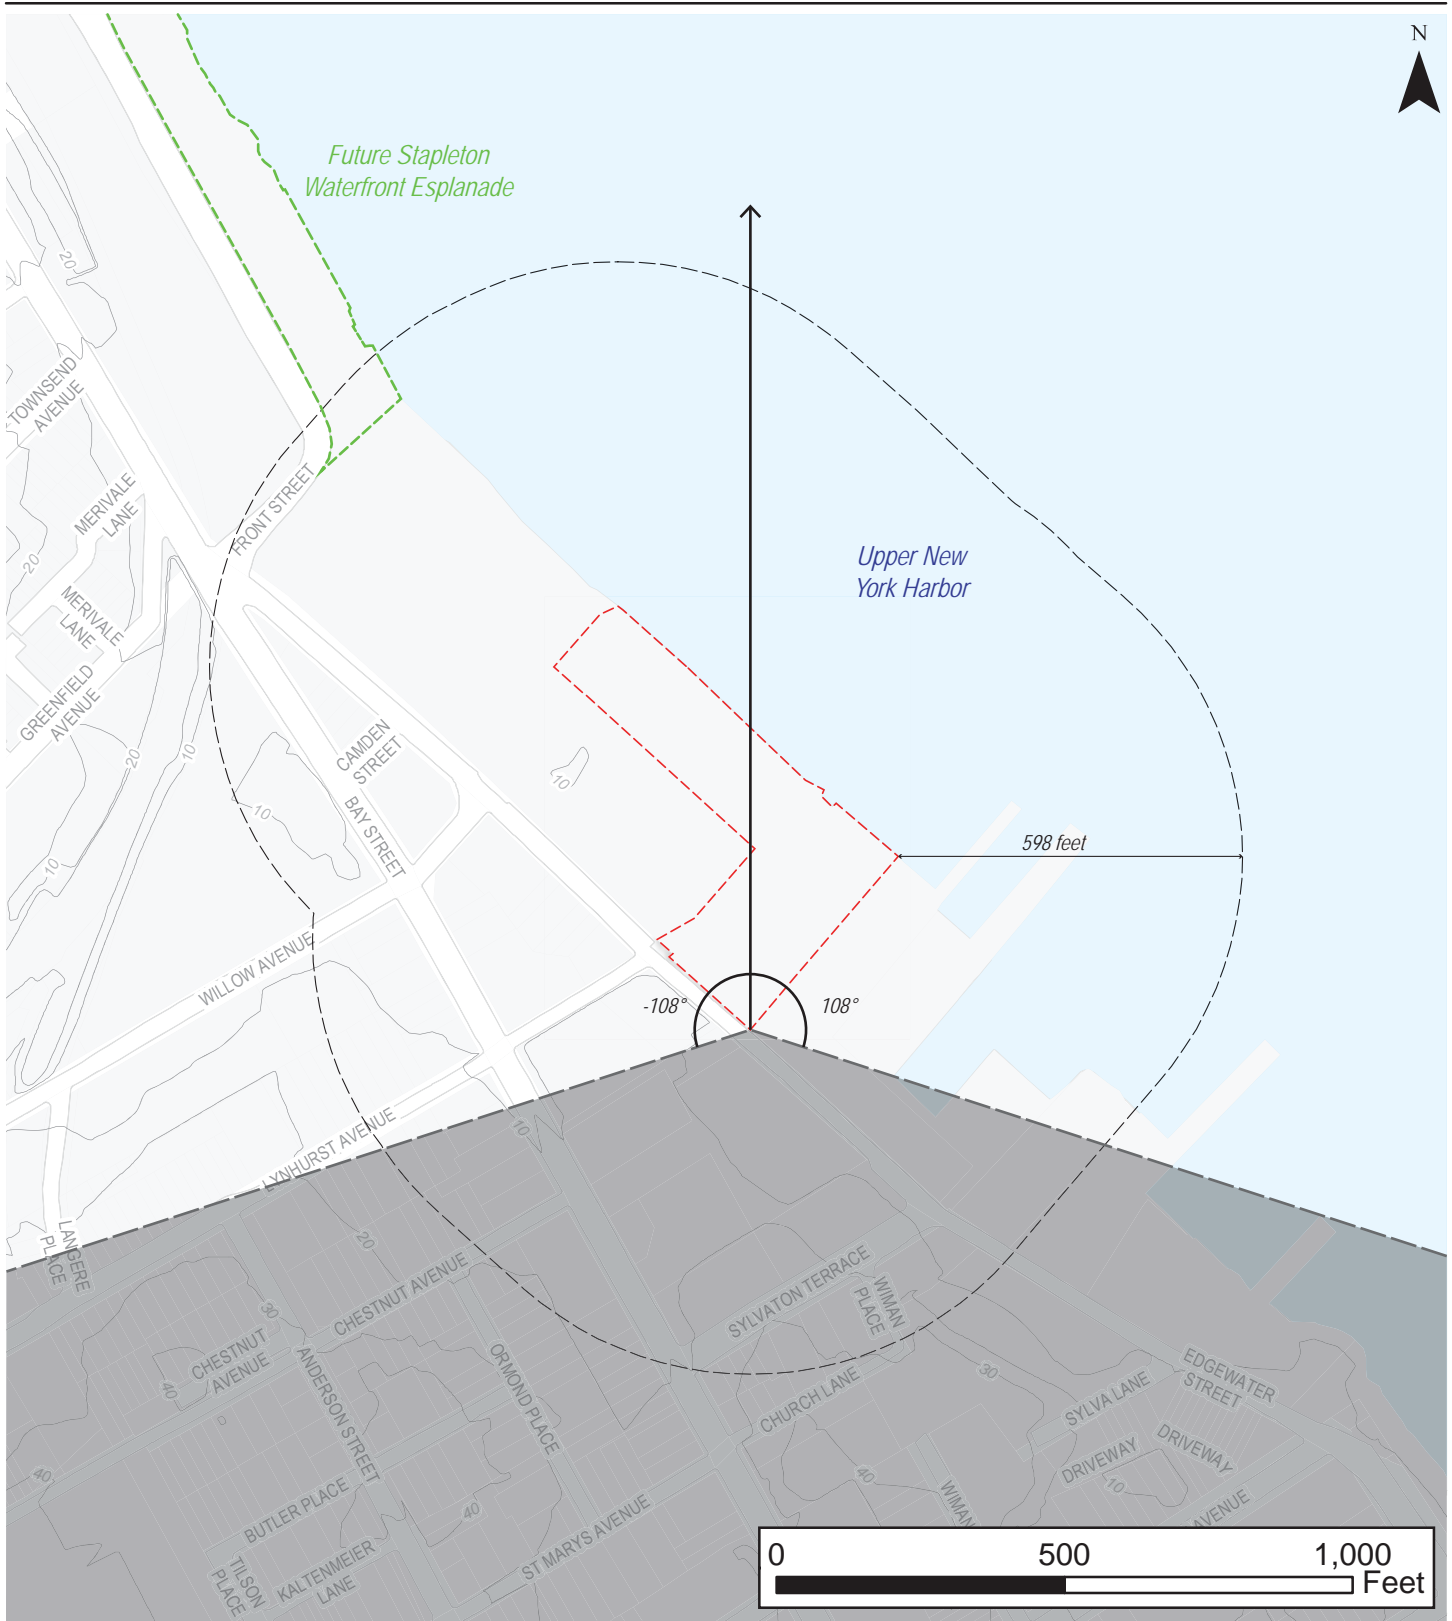 N
Future Stapleton
Waterfront Esplanade
20
TOWNSEND
AVENUE
MERIVALE
LANE
FRONT STREET
20
MERIVALE
LANE
Upper New
York Harbor
GREENFIELD
AVENUE
20
10
CAMDEN
STREET
10
10
BAY STREET
598 feet
10
WILLOW AVENUE
-108°
108°
10
LYNHURST AVENUE
LANGERE
PLACE
20
CHESTNUT AVENUE
30
SYLVATON TERRACE
WIMAN
PLACE
CHESTNUT
AVENUE
40
ANDERSON STREET
ORMOND PLACE
CHURCH LANE
30
SYLVA LANE
EDGEWATER
STREET
DRIVEWAY
DRIVEWAY
10
40
40
40
BUTLER PLACE
ST MARYS AVENUE
WIMAN
AVENUE
TILSON
PLACE
KALTENMEIER
LANE
0 500 1,000
Feet